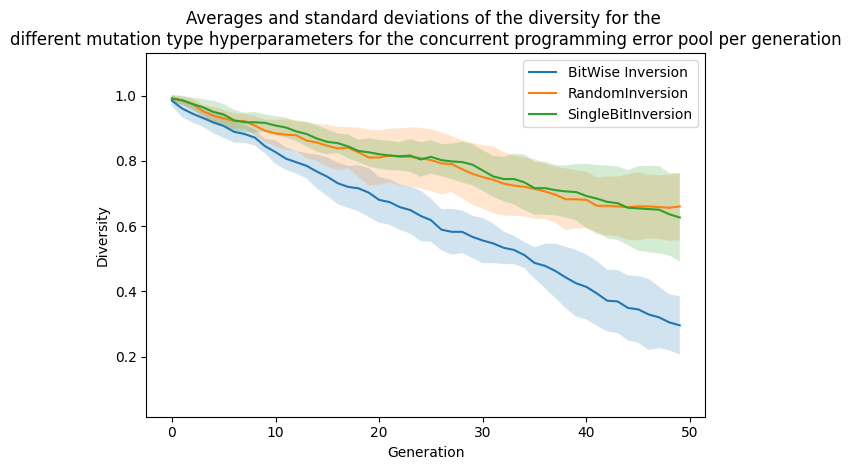 Averages and standard deviations of the diversity for the
different mutation type hyperparameters for the concurrent programming error pool per generation
BitWise Inversion
RandomInversion
SingleBitInversion
1.0
0.8
0.6
0.4
0.2
Diversity
0 10 20 30 40 50
Generation